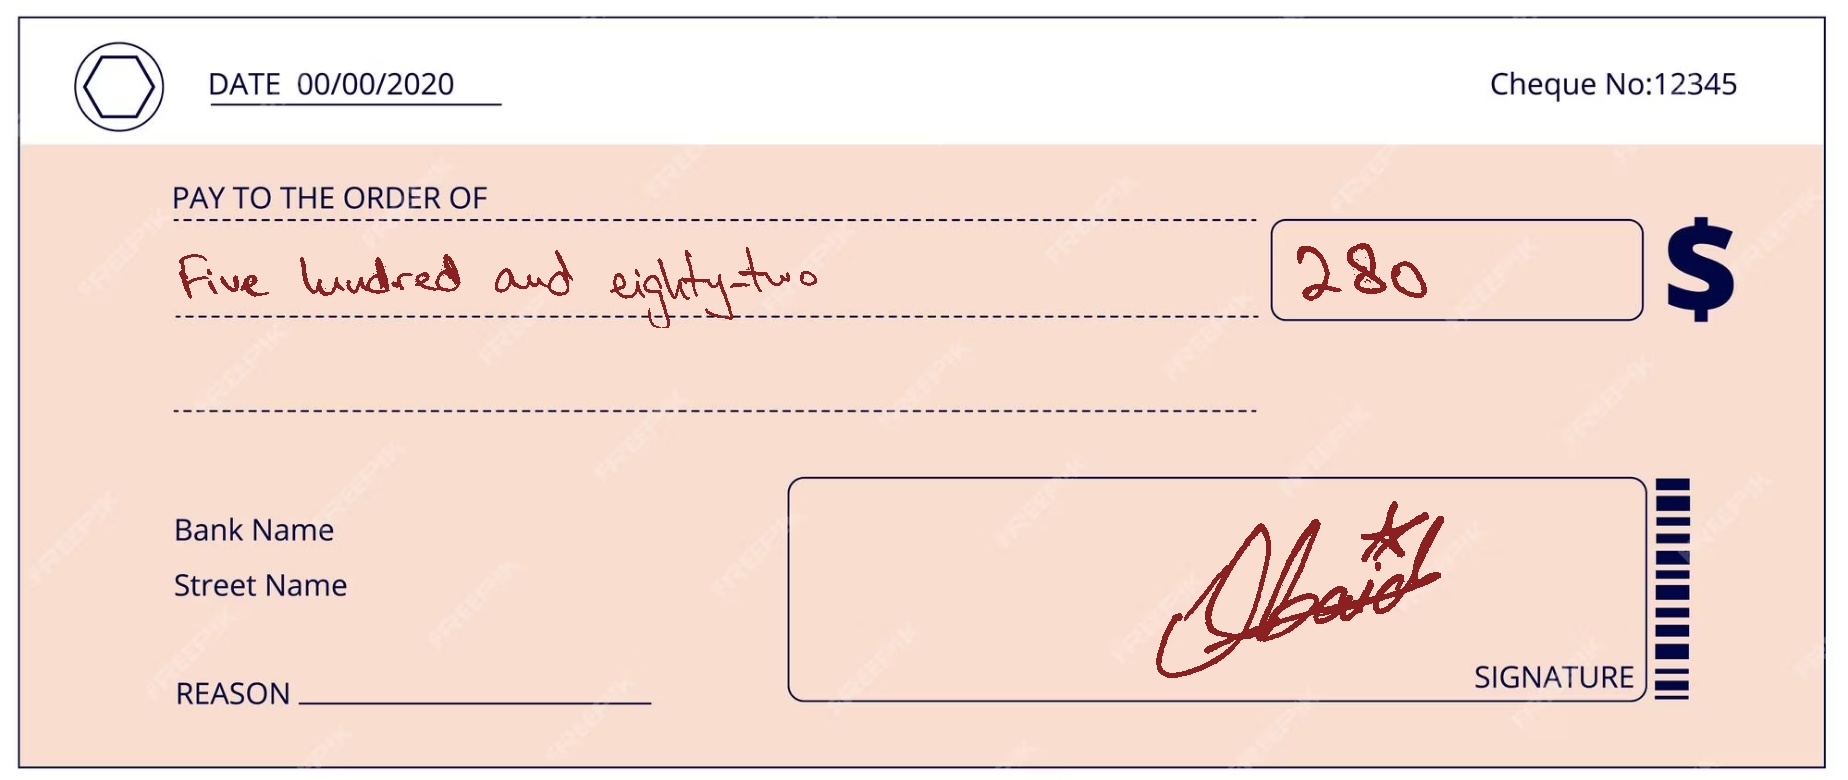 DATE 00/00/2020
Cheque No:12345
PAY TO THE ORDER OF
Five hundred and eighty-two
280
$
Bank Name
Street Name
Obaid
SIGNATURE
REASON